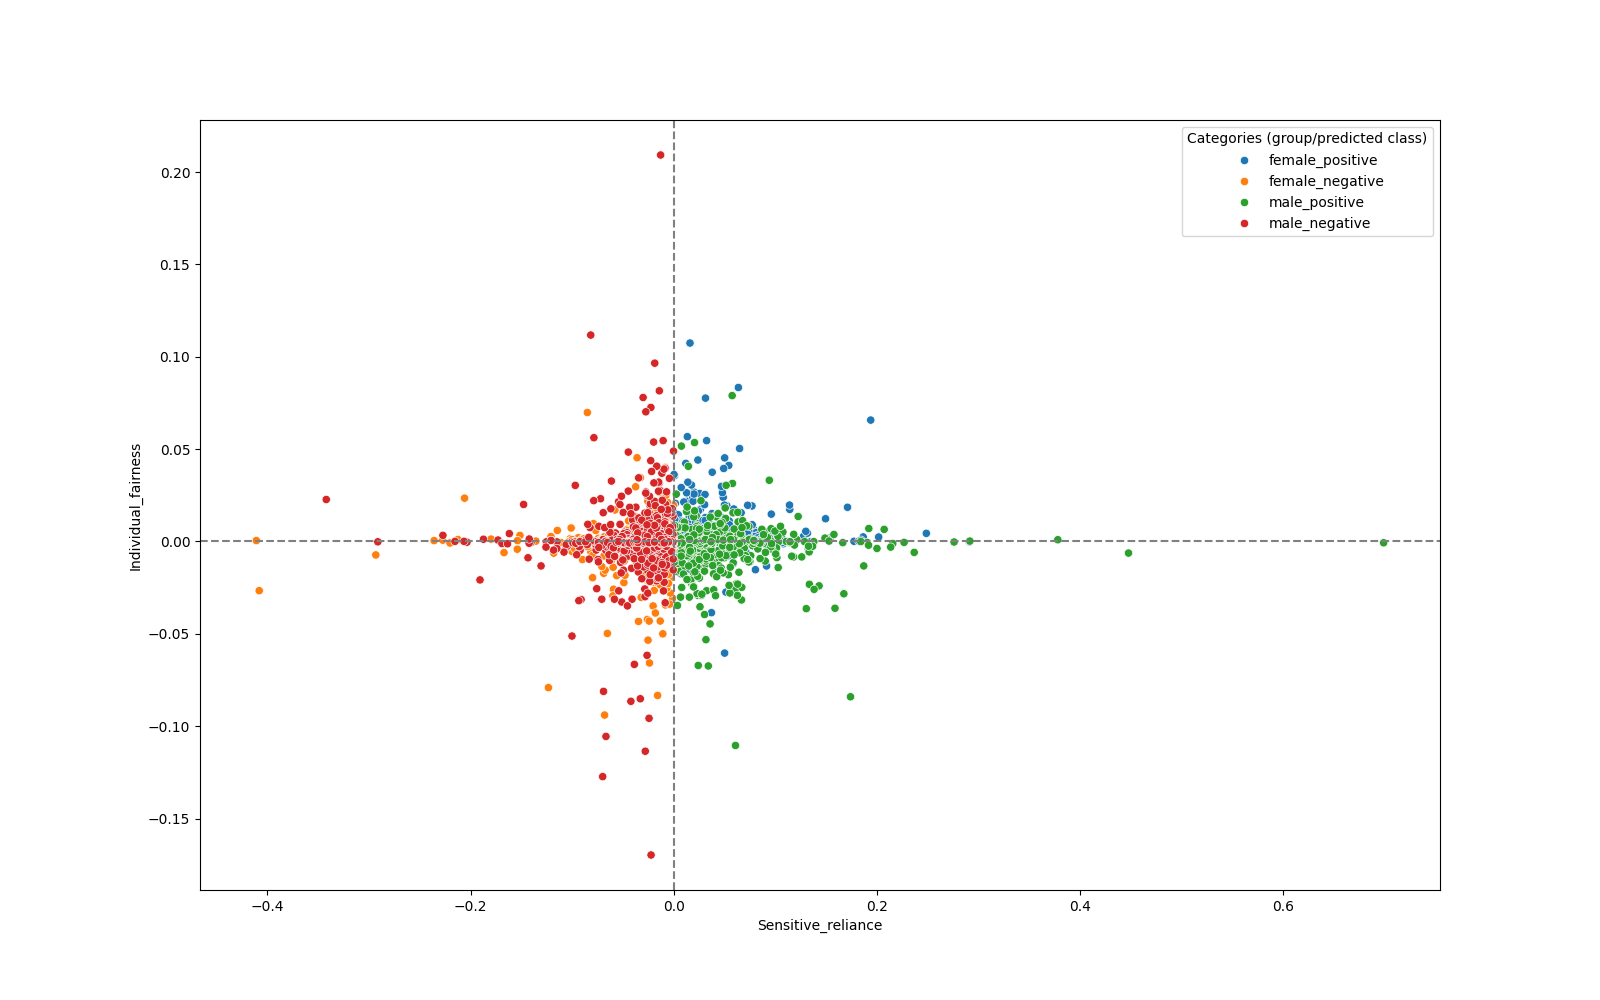 Categories (group/predicted class)
female_positive
female_negative
male_positive
male_negative
0.20
0.15
0.10
0.05
0.00
−0.05
−0.10
−0.15
Individual_fairness
−0.4 −0.2 0.0 0.2 0.4 0.6
Sensitive_reliance